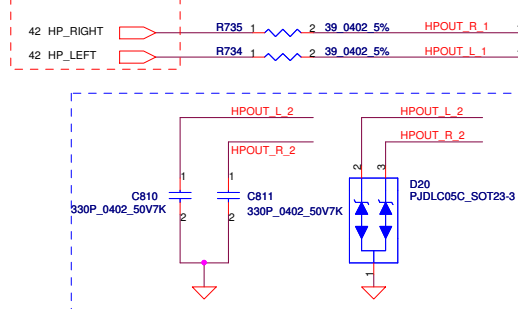 42 HP_RIGHT R735 1 2 39_0402_5% HPOUT_R_1
42 HP_LEFT R734 1 2 39_0402_5% HPOUT_L_1
HPOUT_L_2 HPOUT_L_2
HPOUT_R_2 HPOUT_R_2
2 3
1 1
C810 C811 D20
330P_0402_50V7K 330P_0402_50V7K PJDLC05C_SOT23-3
2 2
1